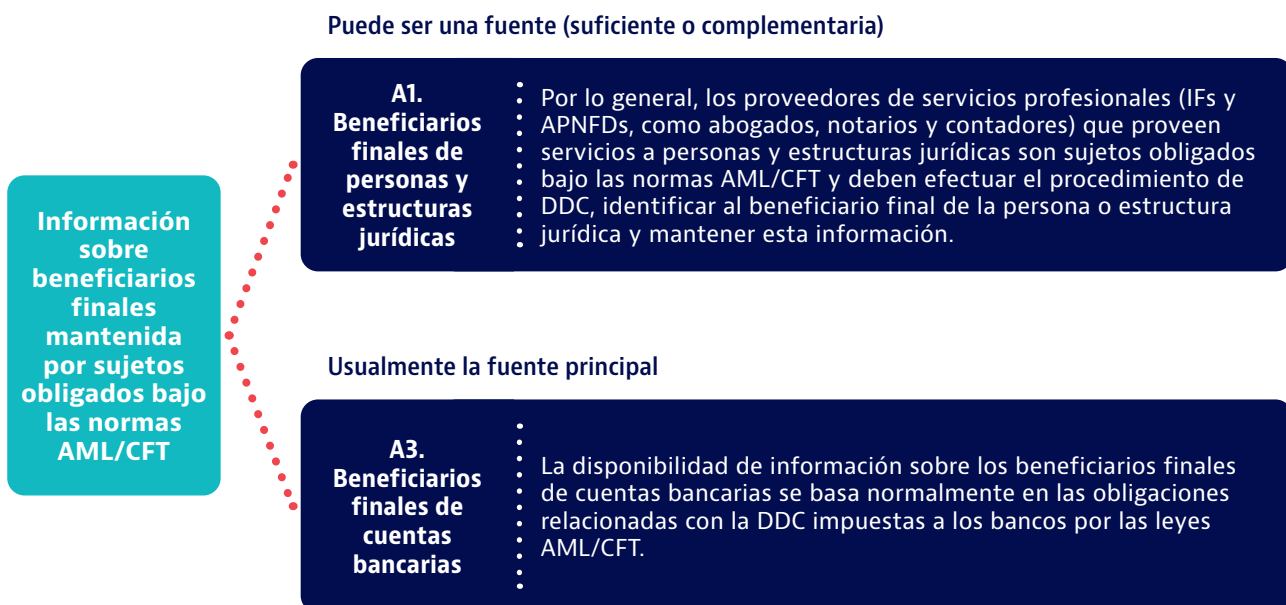 Puede ser una fuente (suficiente o complementaria)
A1.
Beneficiarios
finales de
personas y
estructuras
jurídicas
Por lo general, los proveedores de servicios profesionales (IFs y
APNFDs, como abogados, notarios y contadores) que proveen
servicios a personas y estructuras jurídicas son sujetos obligados
bajo las normas AML/CFT y deben efectuar el procedimiento de
DDC, identificar al beneficiario final de la persona o estructura
jurídica y mantener esta información.
Información
sobre
beneficiarios
finales
mantenida
por sujetos
obligados bajo
las normas
AML/CFT
Usualmente la fuente principal
A3.
Beneficiarios
finales de
cuentas
bancarias
La disponibilidad de información sobre los beneficiarios finales
de cuentas bancarias se basa normalmente en las obligaciones
relacionadas con la DDC impuestas a los bancos por las leyes
AML/CFT.